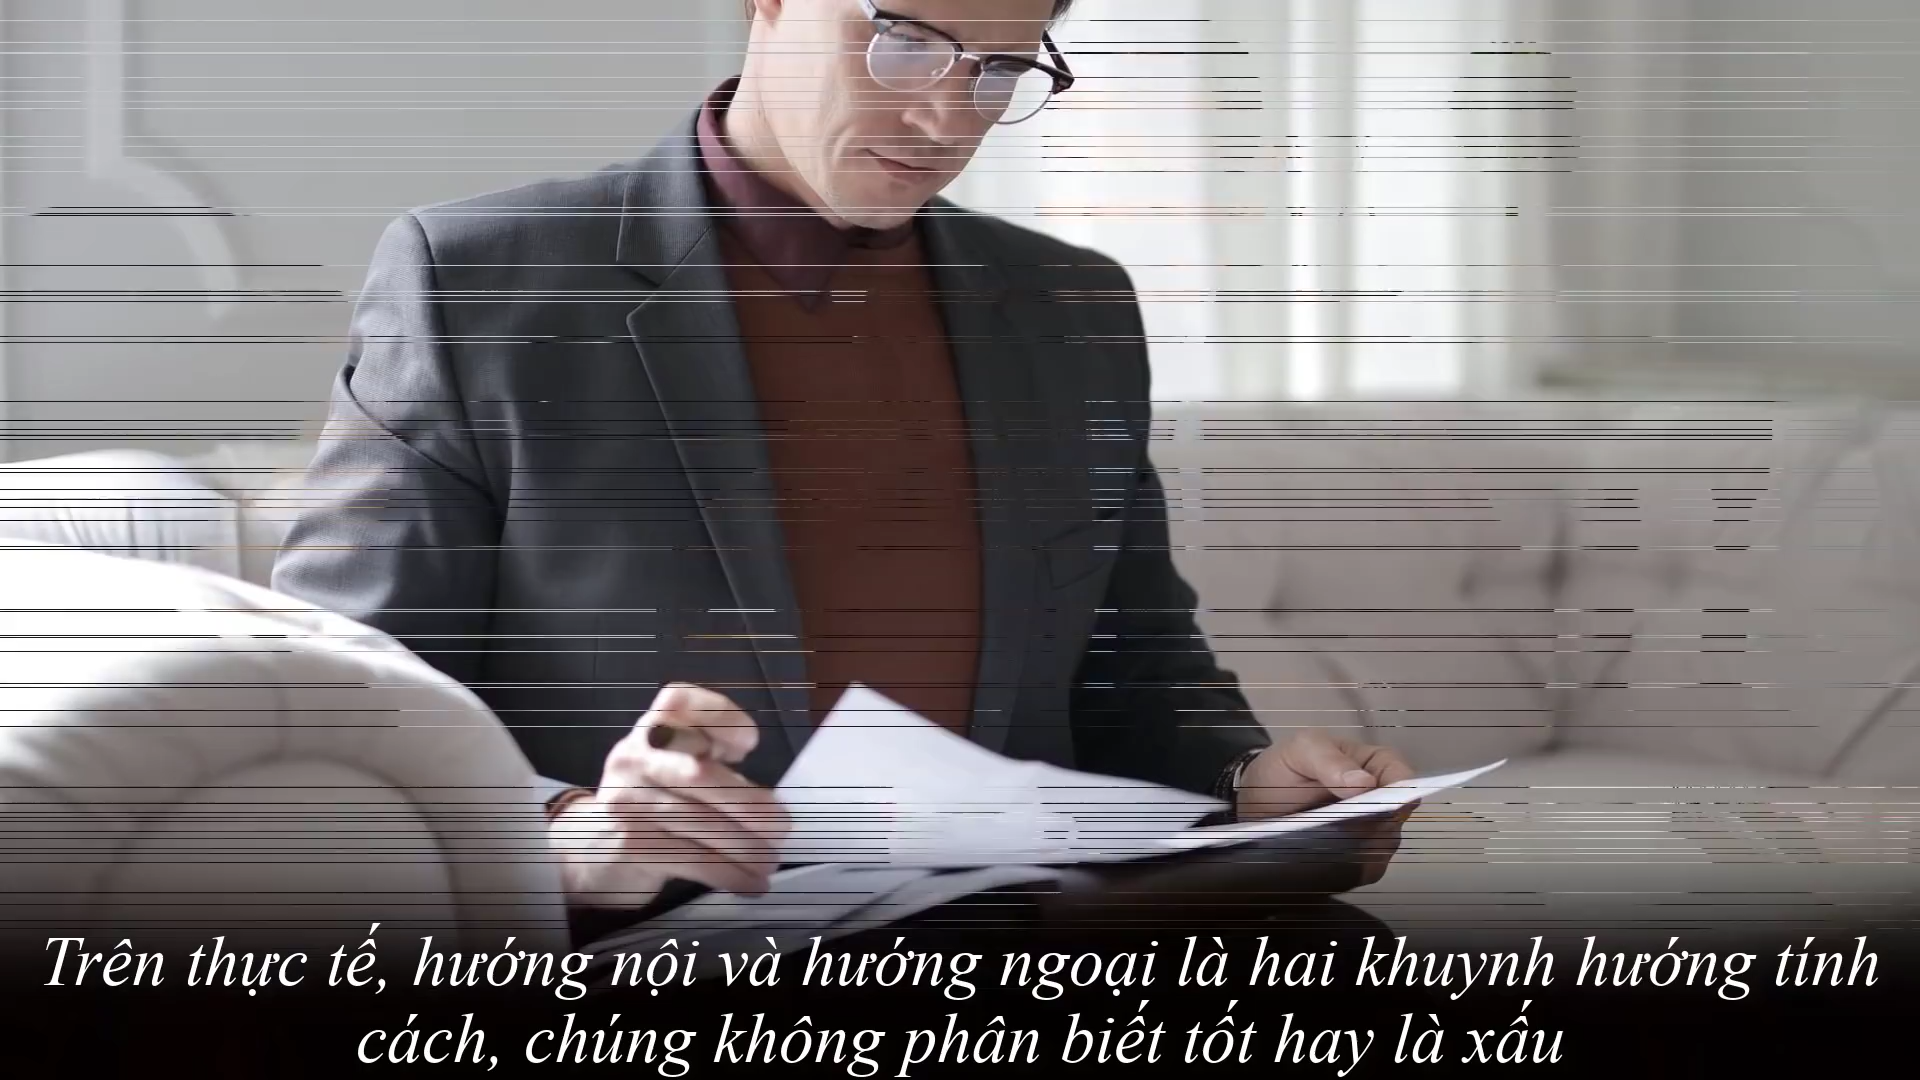 Trên thực tế, hướng nội và hướng ngoại là hai khuynh hướng tính
cách, chúng không phân biết tốt hay là xấu